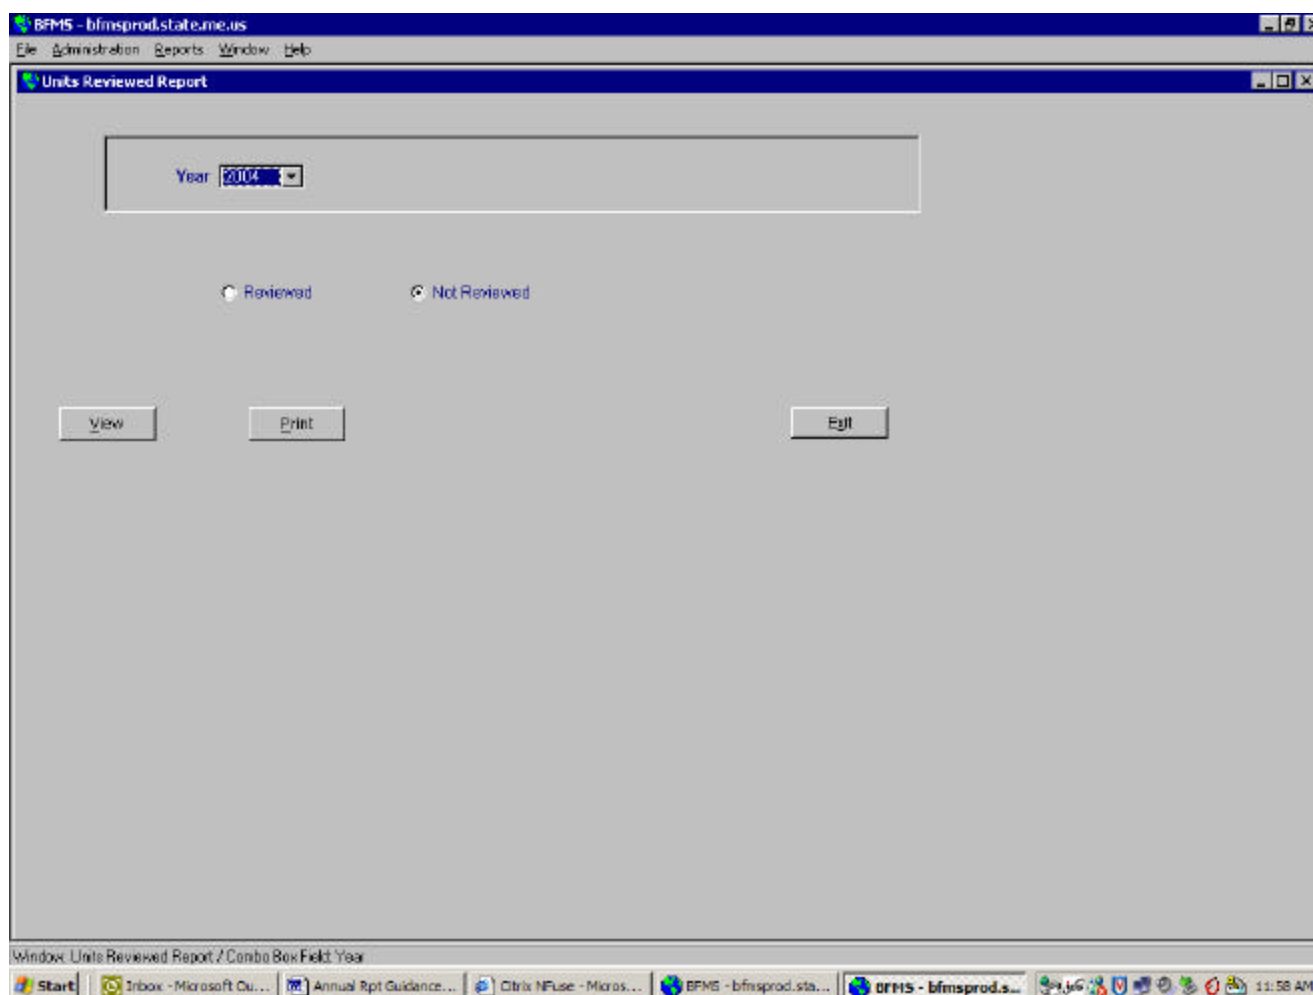 BFMS - bfmsprod.state.me.us
File Administration Reports Window Help
Units Reviewed Report
Year 2004
Reviewed Not Reviewed
View Print Exit
Window: Units Reviewed Report / Combo Box Field: Year
Start Inbox - Microsoft Ou... Annual Rpt Guidance... Citrix NFuse - Micros... BFMS - bfmsprod.sta... BFMS - bfmsprod.s... 11:58 AM